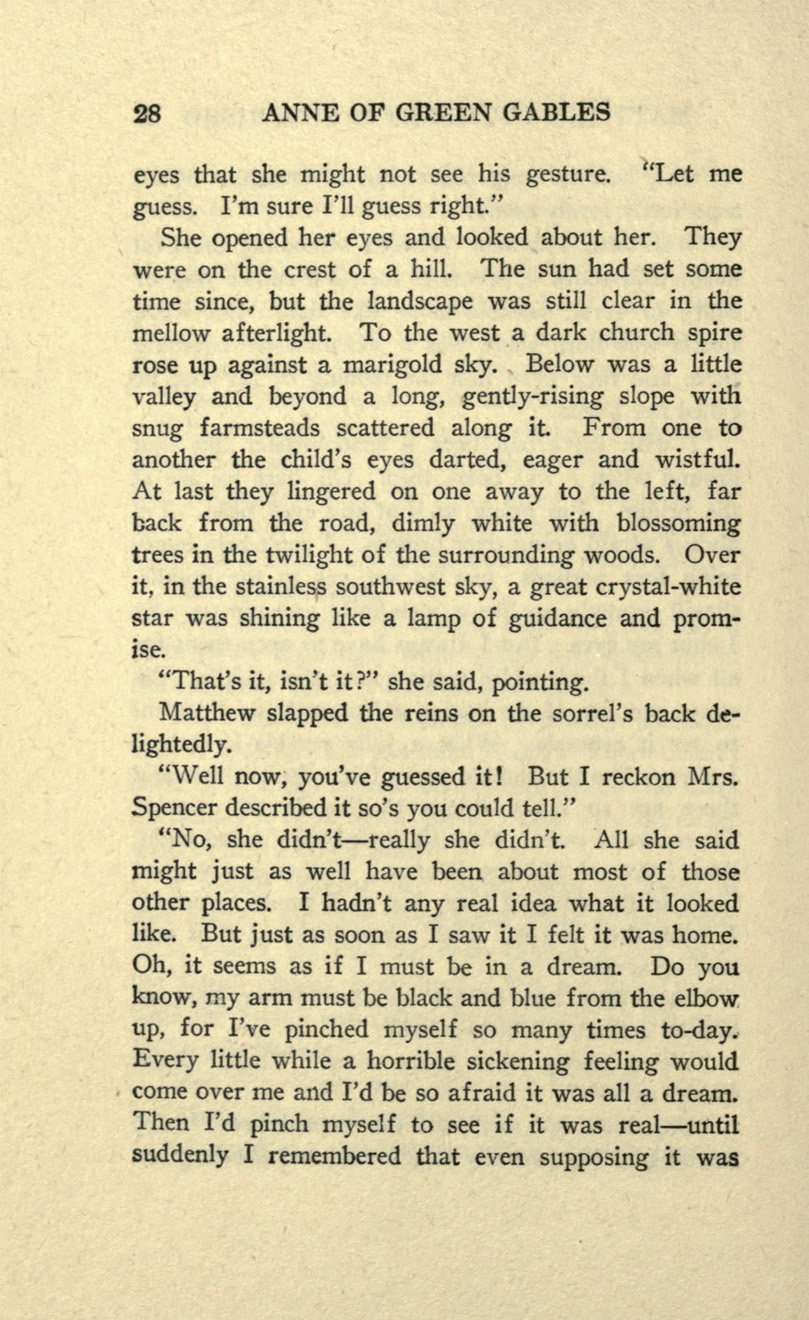 28 ANNE OF GREEN GABLES
eyes that she might not see his gesture. "Let me
guess. I'm sure I'll guess right."
She opened her eyes and looked about her. They
were on the crest of a hill. The sun had set some
time since, but the landscape was still clear in the
mellow afterlight. To the west a dark church spire
rose up against a marigold sky. Below was a little
valley and beyond a long, gently-rising slope with
snug farmsteads scattered along it. From one to
another the child's eyes darted, eager and wistful.
At last they lingered on one away to the left, far
back from the road, dimly white with blossoming
trees in the twilight of the surrounding woods. Over
it, in the stainless southwest sky, a great crystal-white
star was shining like a lamp of guidance and prom-
ise.
"That's it, isn't it?" she said, pointing.
Matthew slapped the reins on the sorrel's back de-
lightedly.
"Well now, you've guessed it! But I reckon Mrs.
Spencer described it so's you could tell."
"No, she didn't—really she didn't. All she said
might just as well have been about most of those
other places. I hadn't any real idea what it looked
like. But just as soon as I saw it I felt it was home.
Oh, it seems as if I must be in a dream. Do you
know, my arm must be black and blue from the elbow
up, for I've pinched myself so many times to-day.
Every little while a horrible sickening feeling would
come over me and I'd be so afraid it was all a dream.
Then I'd pinch myself to see if it was real—until
suddenly I remembered that even supposing it was